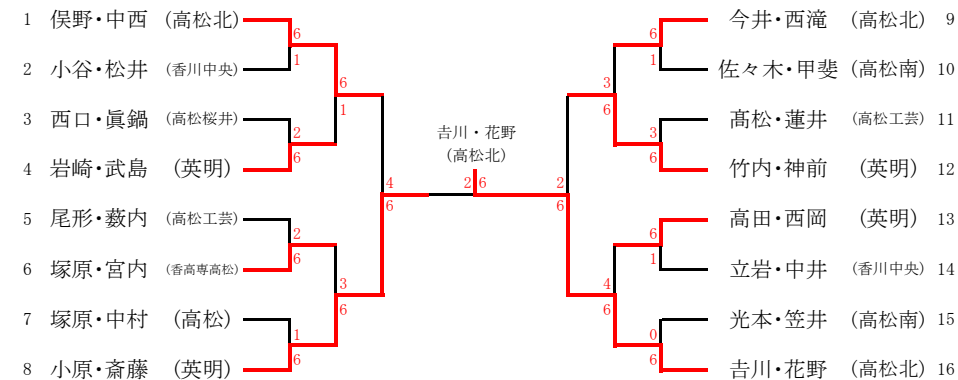 1 俣野・中西 (高松北)
6
1
2 小谷・松井 (香川中央)
6
1
3 西口・眞鍋 (高松桜井)
2
6
4 岩崎・武島 (英明)
4
6
5 尾形・薮内 (高松工芸)
2
6
6 塚原・宮内 (香高専高松)
3
6
7 塚原・中村 (高松)
1
6
8 小原・斎藤 (英明)
𠮷川・花野
(高松北)
2 6
今井・西滝 (高松北) 9
6
1
佐々木・甲斐 (高松南) 10
3
6
髙松・蓮井 (高松工芸) 11
3
6
竹内・神前 (英明) 12
2
6
高田・西岡 (英明) 13
6
1
立岩・中井 (香川中央) 14
4
6
光本・笠井 (高松南) 15
0
6
𠮷川・花野 (高松北) 16